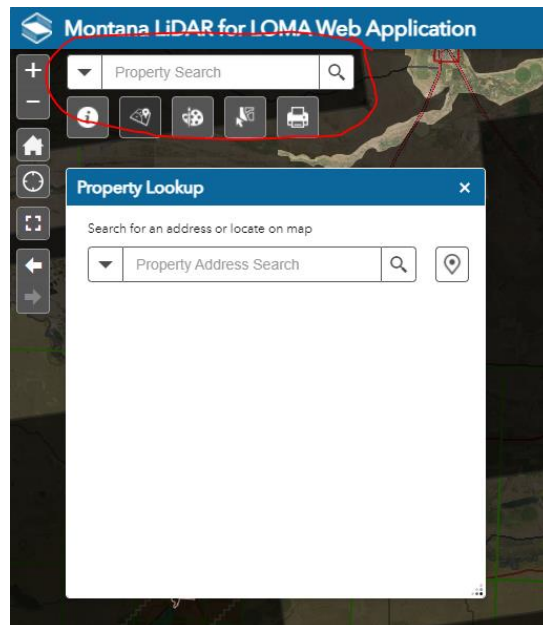 Montana LiDAR for LOMA Web Application
Property Search
Property Lookup
Search for an address or locate on map
Property Address Search